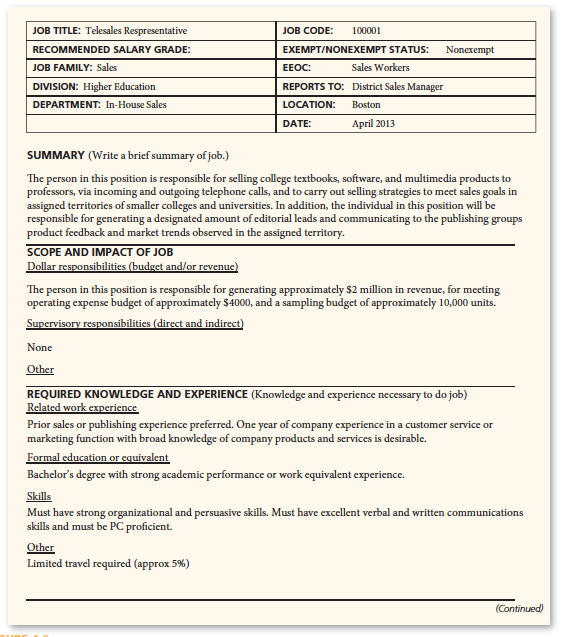 JOB TITLE: Telesales Respresentative JOB CODE: 100001
RECOMMENDED SALARY GRADE: EXEMPT/NONEXEMPT STATUS: Nonexempt
JOB FAMILY: Sales EEOC: Sales Workers
DIVISION: Higher Education REPORTS TO: District Sales Manager
DEPARTMENT: In-House Sales LOCATION: Boston
DATE: April 2013
SUMMARY (Write a brief summary of job.)
The person in this position is responsible for selling college textbooks, software, and multimedia products to
professors, via incoming and outgoing telephone calls, and to carry out selling strategies to meet sales goals in
assigned territories of smaller colleges and universities. In addition, the individual in this position will be
responsible for generating a designated amount of editorial leads and communicating to the publishing groups
product feedback and market trends observed in the assigned territory.
SCOPE AND IMPACT OF JOB
Dollar responsibilities (budget and/or revenue)
The person in this position is responsible for generating approximately $2 million in revenue, for meeting
operating expense budget of approximately $4000, and a sampling budget of approximately 10,000 units.
Supervisory responsibilities (direct and indirect)
None
Other
REQUIRED KNOWLEDGE AND EXPERIENCE (Knowledge and experience necessary to do job)
Related work experience
Prior sales or publishing experience preferred. One year of company experience in a customer service or
marketing function with broad knowledge of company products and services is desirable.
Formal education or equivalent
Bachelor's degree with strong academic performance or work equivalent experience.
Skills
Must have strong organizational and persuasive skills. Must have excellent verbal and written communications
skills and must be PC proficient.
Other
Limited travel required (approx 5%)
(Continued)